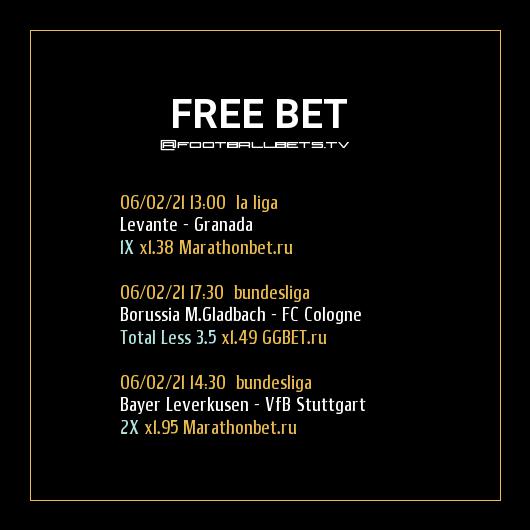 FREE BET
@FOOTBALLBETS.TV
06/02/21 13:00 la liga
Levante - Granada
1X x1.38 Marathonbet.ru
06/02/21 17:30 bundesliga
Borussia M.Gladbach - FC Cologne
Total Less 3.5 x1.49 GGBET.ru
06/02/21 14:30 bundesliga
Bayer Leverkusen - VfB Stuttgart
2X x1.95 Marathonbet.ru